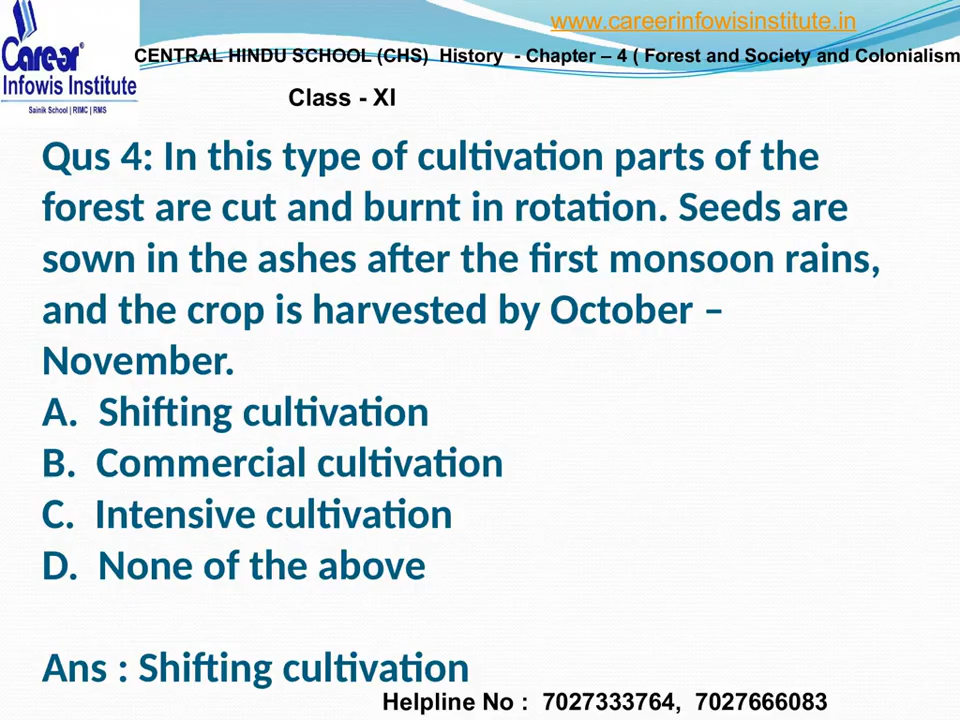 www.careerinfowisinstitute.in
Carear®
Infowis Institute
Sainik School | RIMC | RMS
CENTRAL HINDU SCHOOL (CHS) History - Chapter – 4 ( Forest and Society and Colonialism
Class - XI
Qus 4: In this type of cultivation parts of the
forest are cut and burnt in rotation. Seeds are
sown in the ashes after the first monsoon rains,
and the crop is harvested by October –
November.
A. Shifting cultivation
B. Commercial cultivation
C. Intensive cultivation
D. None of the above
Ans : Shifting cultivation
Helpline No : 7027333764, 7027666083